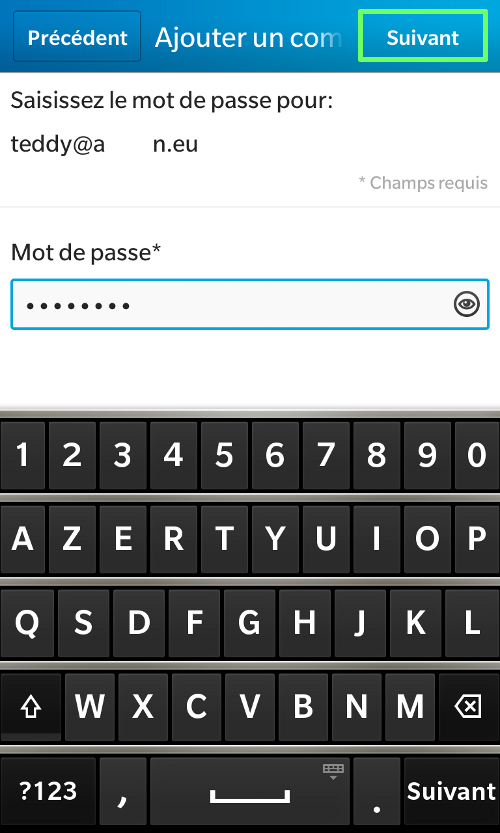 Précédent Ajouter un com Suivant
Saisissez le mot de passe pour:
teddy@a n.eu
* Champs requis
Mot de passe*
1 2 3 4 5 6 7 8 9 0
A Z E R T Y U I O P
Q S D F G H J K L
W X C V B N M
?123 , . Suivant